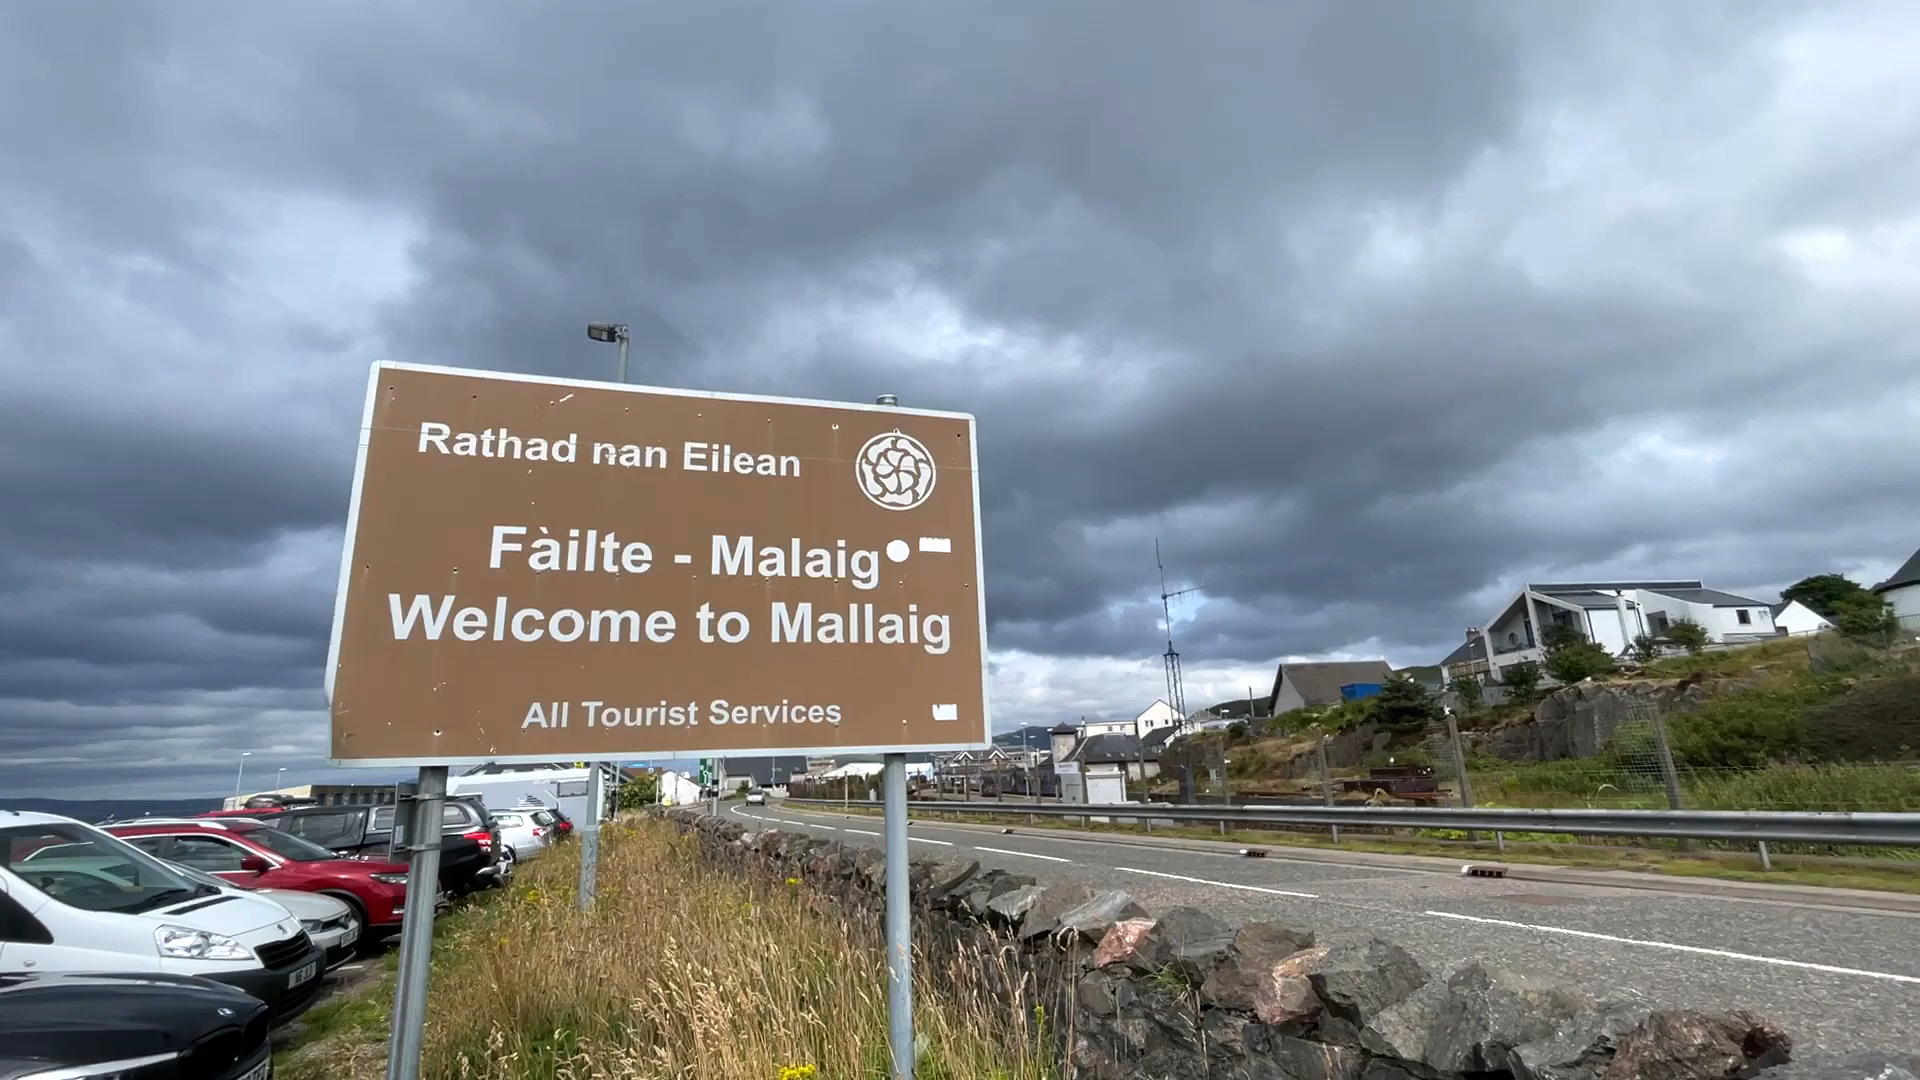 Rathad nan Eilean
Fàilte - Malaig
Welcome to Mallaig
All Tourist Services